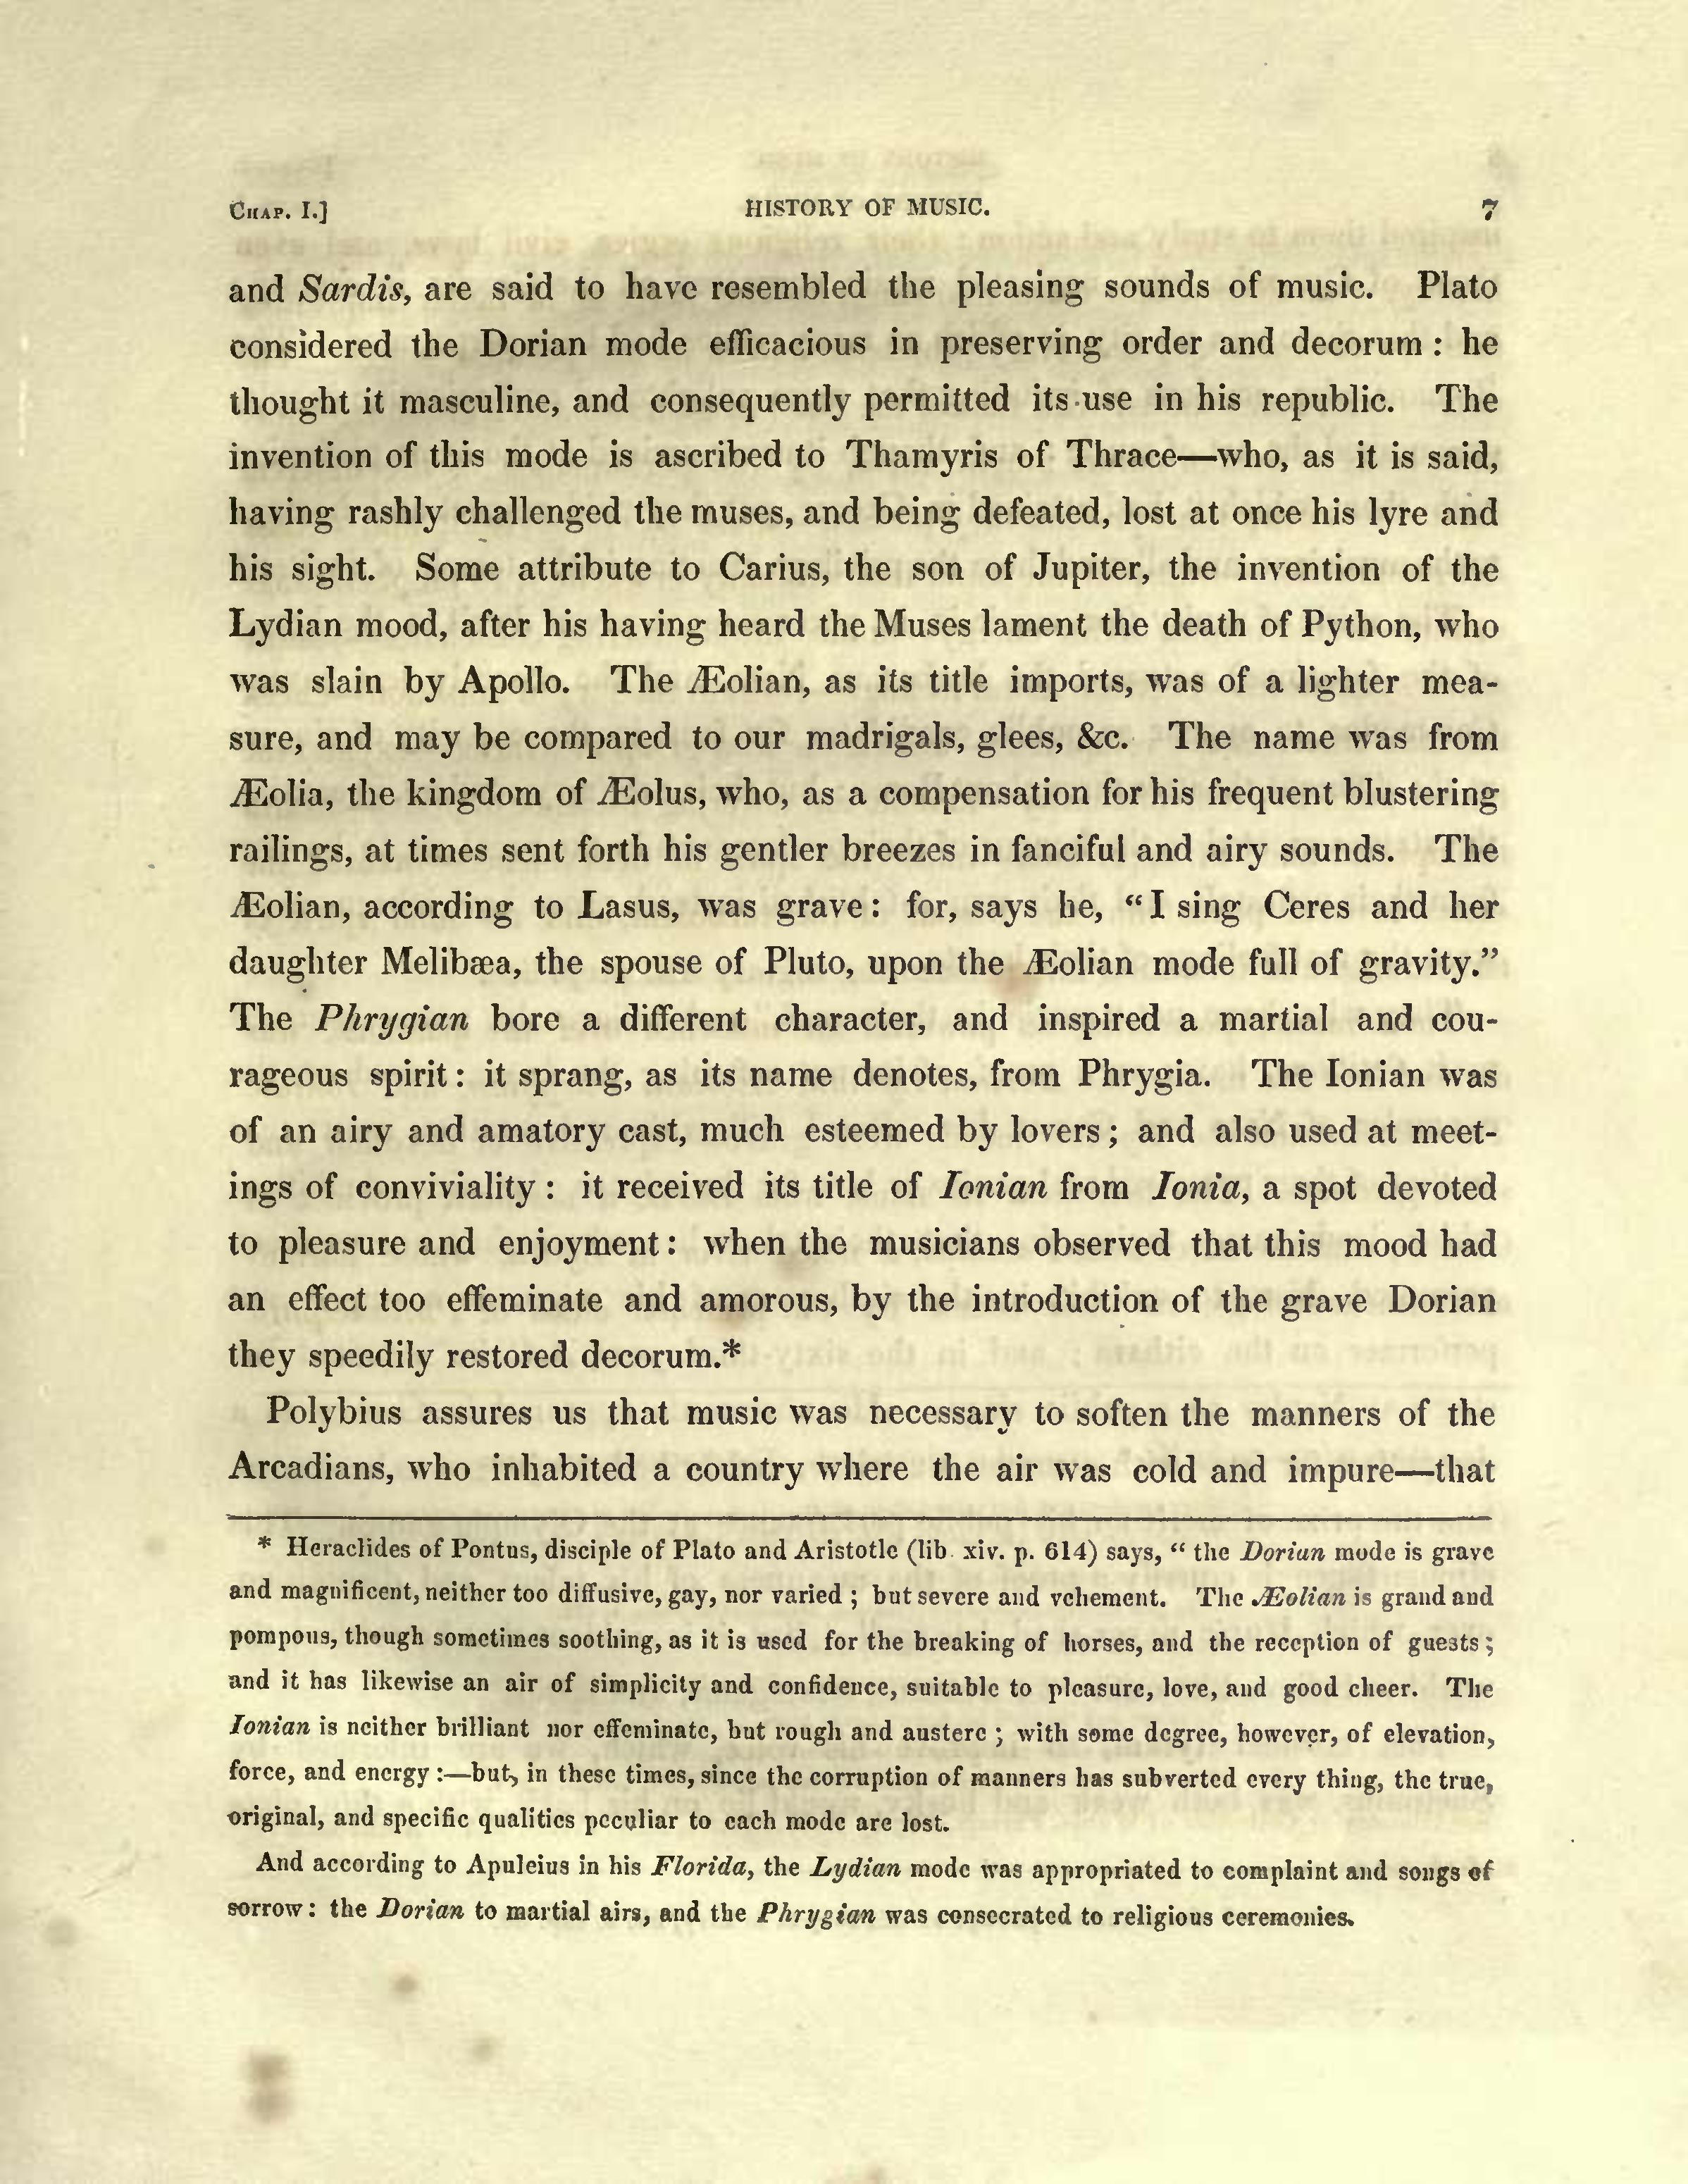 CHAP. I.] HISTORY OF MUSIC. 7
and Sardis, are said to have resembled the pleasing sounds of music. Plato
considered the Dorian mode efficacious in preserving order and decorum : he
thought it masculine, and consequently permitted its use in his republic. The
invention of this mode is ascribed to Thamyris of Thrace—who, as it is said,
having rashly challenged the muses, and being defeated, lost at once his lyre and
his sight. Some attribute to Carius, the son of Jupiter, the invention of the
Lydian mood, after his having heard the Muses lament the death of Python, who
was slain by Apollo. The Æolian, as its title imports, was of a lighter mea-
sure, and may be compared to our madrigals, glees, &c. The name was from
Æolia, the kingdom of Æolus, who, as a compensation for his frequent blustering
railings, at times sent forth his gentler breezes in fanciful and airy sounds. The
Æolian, according to Lasus, was grave : for, says he, “ I sing Ceres and her
daughter Melibæa, the spouse of Pluto, upon the Æolian mode full of gravity.”
The Phrygian bore a different character, and inspired a martial and cou-
rageous spirit : it sprang, as its name denotes, from Phrygia. The Ionian was
of an airy and amatory cast, much esteemed by lovers ; and also used at meet-
ings of conviviality : it received its title of Ionian from Ionia, a spot devoted
to pleasure and enjoyment : when the musicians observed that this mood had
an effect too effeminate and amorous, by the introduction of the grave Dorian
they speedily restored decorum.*
Polybius assures us that music was necessary to soften the manners of the
Arcadians, who inhabited a country where the air was cold and impure—that
* Heraclides of Pontus, disciple of Plato and Aristotle (lib. xiv. p. 614) says, “ the Dorian mode is grave
and magnificent, neither too diffusive, gay, nor varied ; but severe and vehement. The Æolian is grand and
pompous, though sometimes soothing, as it is used for the breaking of horses, and the reception of guests ;
and it has likewise an air of simplicity and confidence, suitable to pleasure, love, and good cheer. The
Ionian is neither brilliant nor effeminate, but rough and austere ; with some degree, however, of elevation,
force, and energy :—but, in these times, since the corruption of manners has subverted every thing, the true,
original, and specific qualities peculiar to each mode are lost.
And according to Apuleius in his Florida, the Lydian mode was appropriated to complaint and songs of
sorrow : the Dorian to martial airs, and the Phrygian was consecrated to religious ceremonies.